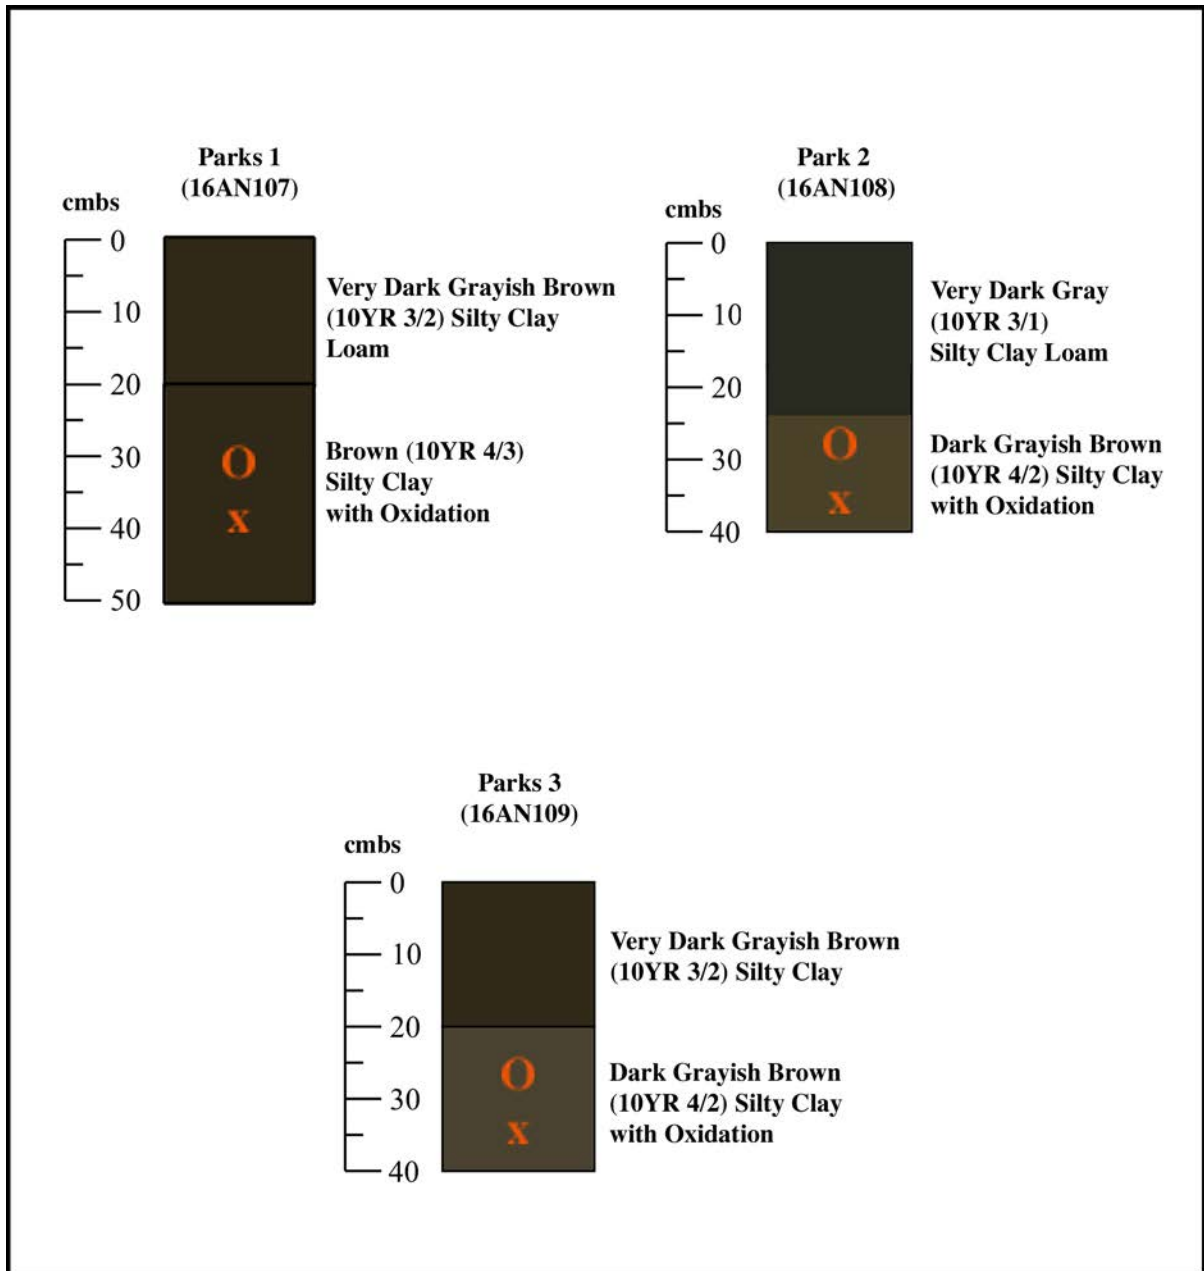 Parks 1
(16AN107)
cmbs
0
10
20
30
40
50
Very Dark Grayish Brown
(10YR 3/2) Silty Clay
Loam
O
x
Brown (10YR 4/3)
Silty Clay
with Oxidation
Park 2
(16AN108)
cmbs
0
10
20
30
40
Very Dark Gray
(10YR 3/1)
Silty Clay Loam
O
x
Dark Grayish Brown
(10YR 4/2) Silty Clay
with Oxidation
Parks 3
(16AN109)
cmbs
0
10
20
30
40
Very Dark Grayish Brown
(10YR 3/2) Silty Clay
O
x
Dark Grayish Brown
(10YR 4/2) Silty Clay
with Oxidation